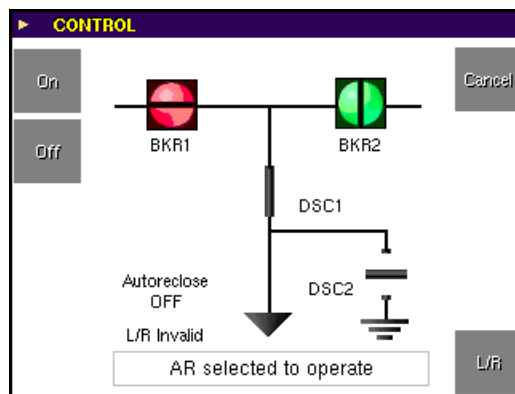 CONTROL
On
Cancel
Off
BKR1
BKR2
DSC1
DSC2
Autoreclose
OFF
L/R Invalid
AR selected to operate
L/R